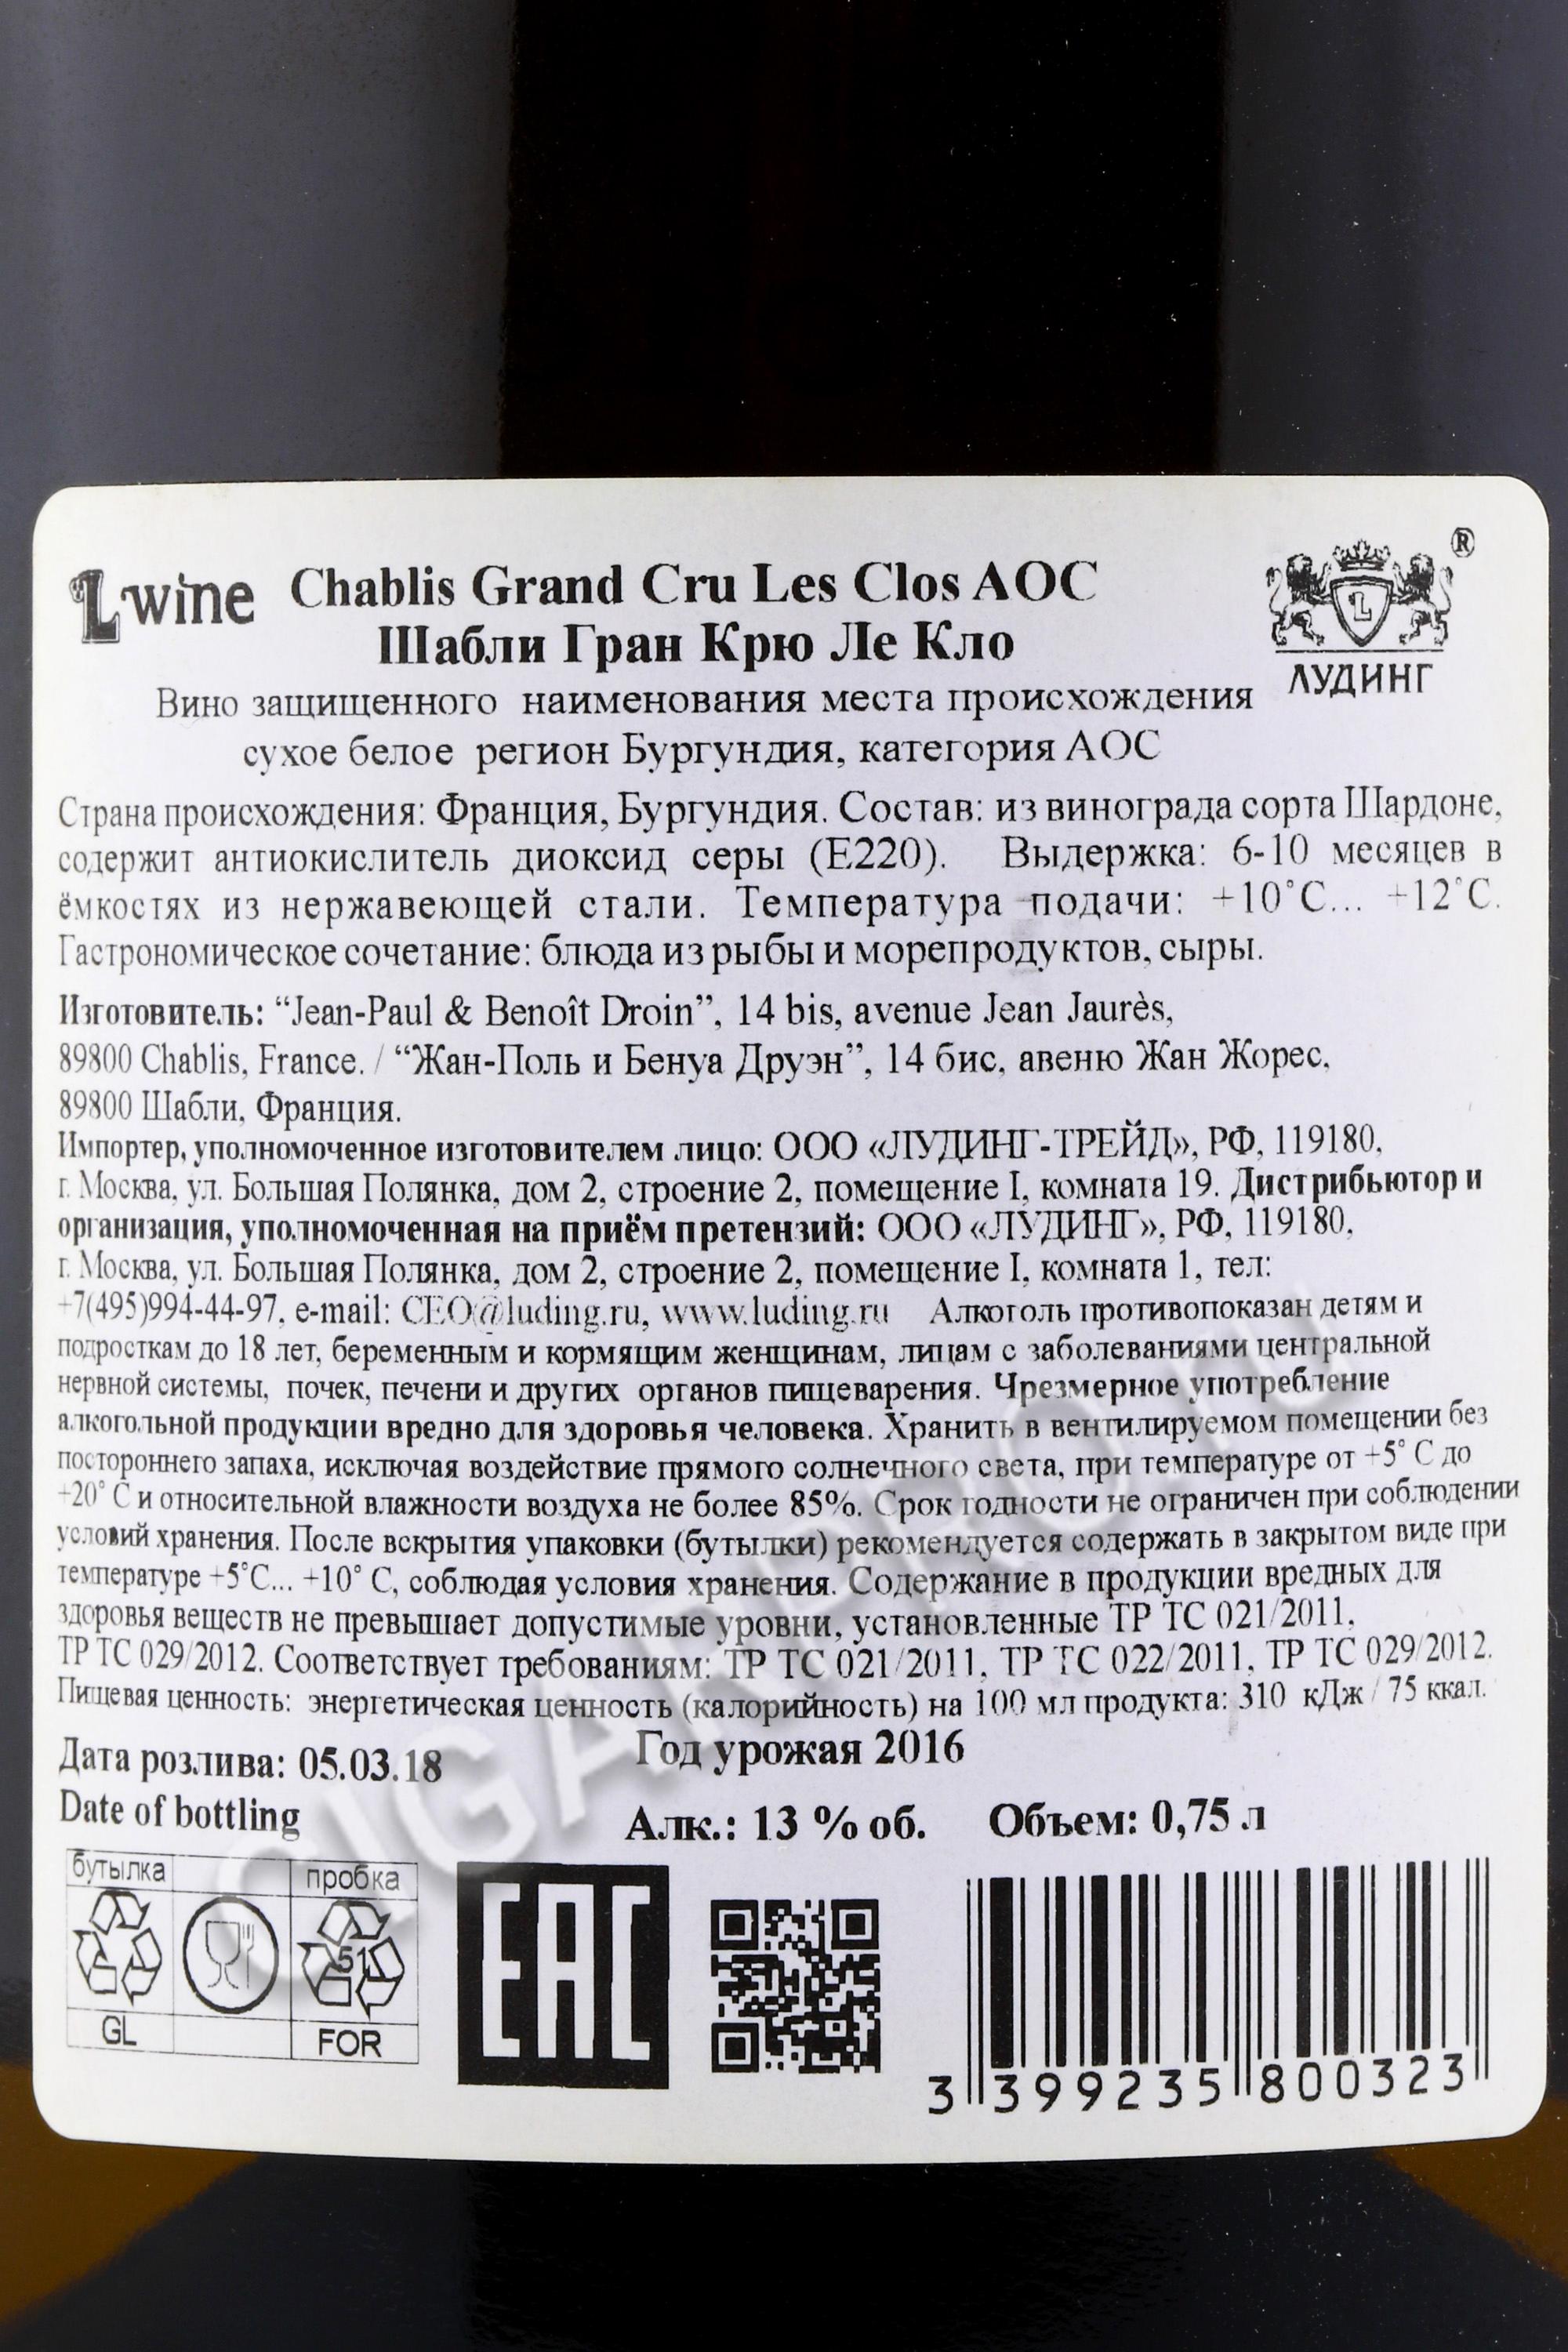 Lwine Chablis Grand Cru Les Clos AOC ®
Шабли Гран Крю Ле Кло
ЛУДИНГ
Вино защищенного наименования места происхождения
сухое белое регион Бургундия, категория АОС
Страна происхождения: Франция, Бургундия. Состав: из винограда сорта Шардоне,
содержит антиокислитель диоксид серы (Е220). Выдержка: 6-10 месяцев в
ёмкостях из нержавеющей стали. Температура подачи: +10°С... +12°С.
Гастрономическое сочетание: блюда из рыбы и морепродуктов, сыры.
Изготовитель: “Jean-Paul & Benoît Droin”, 14 bis, avenue Jean Jaurès,
89800 Chablis, France. / “Жан-Поль и Бенуа Друэн”, 14 бис, авеню Жан Жорес,
89800 Шабли, Франция.
Импортер, уполномоченное изготовителем лицо: ООО «ЛУДИНГ-ТРЕЙД», РФ, 119180,
г. Москва, ул. Большая Полянка, дом 2, строение 2, помещение I, комната 19. Дистрибьютор и
организация, уполномоченная на приём претензий: ООО «ЛУДИНГ», РФ, 119180,
г. Москва, ул. Большая Полянка, дом 2, строение 2, помещение I, комната 1, тел:
+7(495)994-44-97, e-mail: CEO@luding.ru, www.luding.ru Алкоголь противопоказан детям и
подросткам до 18 лет, беременным и кормящим женщинам, лицам с заболеваниями центральной
нервной системы, почек, печени и других органов пищеварения. Чрезмерное употребление
алкогольной продукции вредно для здоровья человека. Хранить в вентилируемом помещении без
постороннего запаха, исключая воздействие прямого солнечного света, при температуре от +5° С до
+20° С и относительной влажности воздуха не более 85%. Срок годности не ограничен при соблюдении
условий хранения. После вскрытия упаковки (бутылки) рекомендуется содержать в закрытом виде при
температуре +5°С... +10° С, соблюдая условия хранения. Содержание в продукции вредных для
здоровья веществ не превышает допустимые уровни, установленные ТР ТС 021/2011,
ТР ТС 029/2012. Соответствует требованиям: ТР ТС 021/2011, ТР ТС 022/2011, ТР ТС 029/2012.
Пищевая ценность: энергетическая ценность (калорийность) на 100 мл продукта: 310 кДж / 75 ккал.
Дата розлива: 05.03.18 Год урожая 2016
Date of bottling Алк.: 13 % об. Объем: 0,75 л
бутылка пробка
51
GL FOR
EAC
3 399235 800323
CIGARPRO.RU